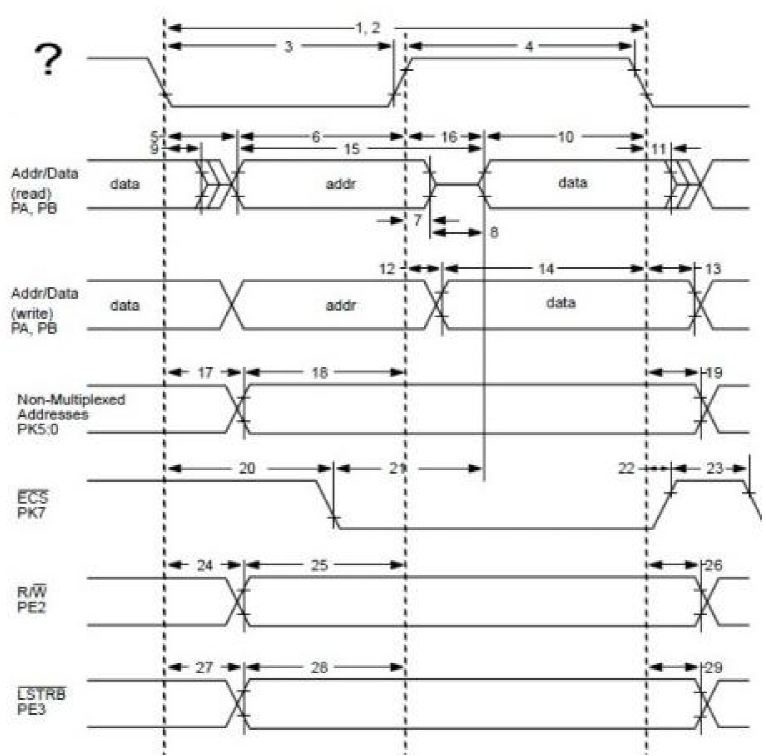 1, 2
3
4
?
5
6
16
10
9
15
11
Addr/Data
(read)
PA, PB
data
addr
data
7
8
12
14
13
Addr/Data
(write)
PA, PB
data
addr
data
17
18
19
Non-Multiplexed
Addresses
PK5:0
20
21
22
23
ECS
PK7
24
25
26
R/W
PE2
27
28
29
LSTRB
PE3